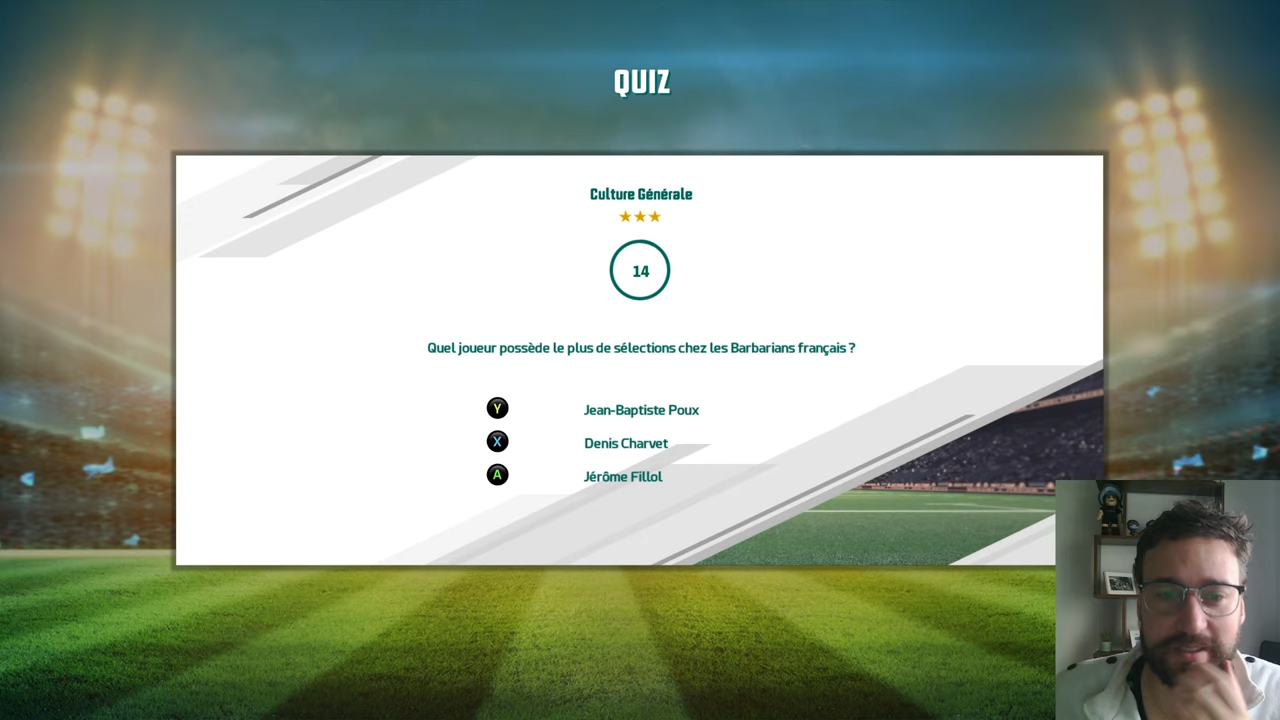 QUIZ
Culture Générale
14
Quel joueur possède le plus de sélections chez les Barbarians français ?
Y Jean-Baptiste Poux
X Denis Charvet
A Jérôme Fillol